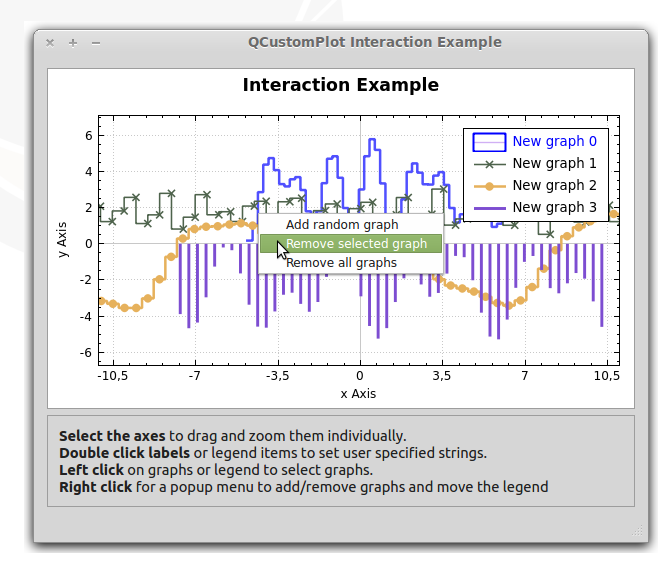 QCustomPlot Interaction Example
Interaction Example
New graph 0
New graph 1
New graph 2
New graph 3
6
4
2
0
-2
-4
-6
y Axis
Add random graph
Remove selected graph
Remove all graphs
-10,5 -7 -3,5 0 3,5 7 10,5
x Axis
Select the axes to drag and zoom them individually.
Double click labels or legend items to set user specified strings.
Left click on graphs or legend to select graphs.
Right click for a popup menu to add/remove graphs and move the legend